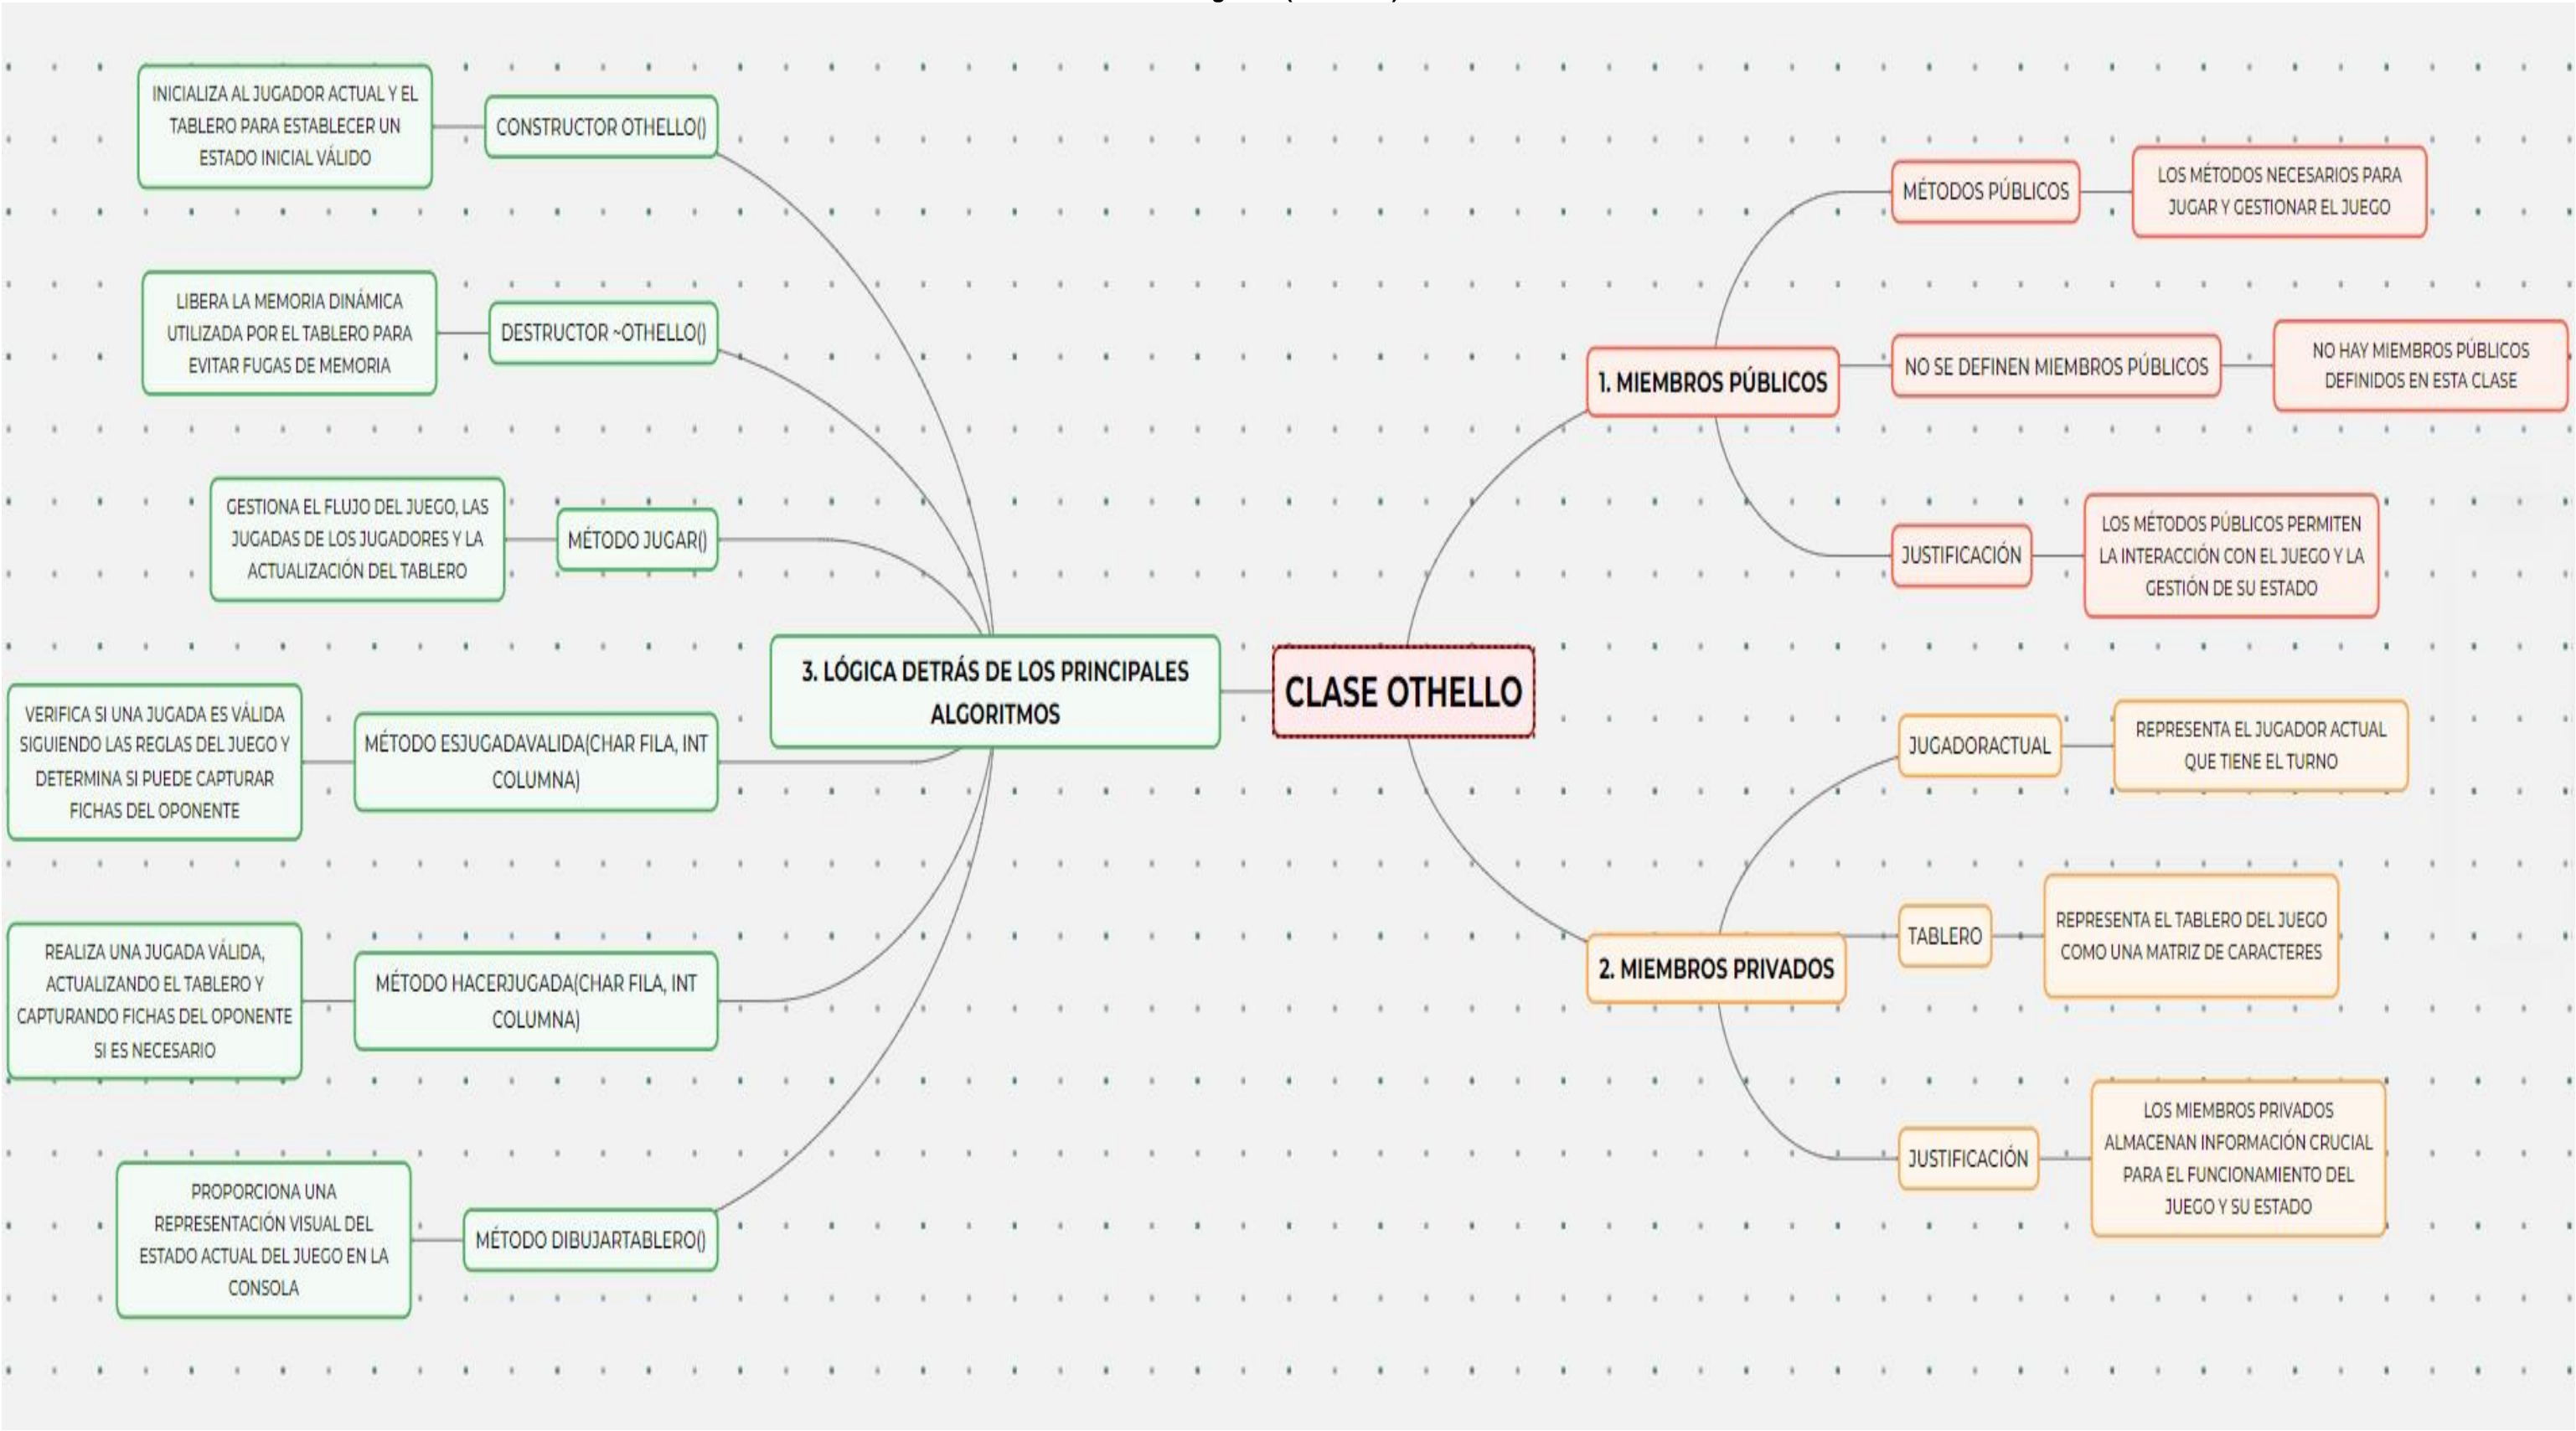 CLASE OTHELLO
1. MIEMBROS PÚBLICOS
MÉTODOS PÚBLICOS
LOS MÉTODOS NECESARIOS PARA
JUGAR Y GESTIONAR EL JUEGO
NO SE DEFINEN MIEMBROS PÚBLICOS
NO HAY MIEMBROS PÚBLICOS
DEFINIDOS EN ESTA CLASE
JUSTIFICACIÓN
LOS MÉTODOS PÚBLICOS PERMITEN
LA INTERACCIÓN CON EL JUEGO Y LA
GESTIÓN DE SU ESTADO
2. MIEMBROS PRIVADOS
JUGADORACTUAL
REPRESENTA EL JUGADOR ACTUAL
QUE TIENE EL TURNO
TABLERO
REPRESENTA EL TABLERO DEL JUEGO
COMO UNA MATRIZ DE CARACTERES
JUSTIFICACIÓN
LOS MIEMBROS PRIVADOS
ALMACENAN INFORMACIÓN CRUCIAL
PARA EL FUNCIONAMIENTO DEL
JUEGO Y SU ESTADO
3. LÓGICA DETRÁS DE LOS PRINCIPALES
ALGORITMOS
CONSTRUCTOR OTHELLO()
INICIALIZA AL JUGADOR ACTUAL Y EL
TABLERO PARA ESTABLECER UN
ESTADO INICIAL VÁLIDO
DESTRUCTOR ~OTHELLO()
LIBERA LA MEMORIA DINÁMICA
UTILIZADA POR EL TABLERO PARA
EVITAR FUGAS DE MEMORIA
MÉTODO JUGAR()
GESTIONA EL FLUJO DEL JUEGO, LAS
JUGADAS DE LOS JUGADORES Y LA
ACTUALIZACIÓN DEL TABLERO
MÉTODO ESJUGADAVALIDA(CHAR FILA, INT
COLUMNA)
VERIFICA SI UNA JUGADA ES VÁLIDA
SIGUIENDO LAS REGLAS DEL JUEGO Y
DETERMINA SI PUEDE CAPTURAR
FICHAS DEL OPONENTE
MÉTODO HACERJUGADA(CHAR FILA, INT
COLUMNA)
REALIZA UNA JUGADA VÁLIDA,
ACTUALIZANDO EL TABLERO Y
CAPTURANDO FICHAS DEL OPONENTE
SI ES NECESARIO
MÉTODO DIBUJARTABLERO()
PROPORCIONA UNA
REPRESENTACIÓN VISUAL DEL
ESTADO ACTUAL DEL JUEGO EN LA
CONSOLA